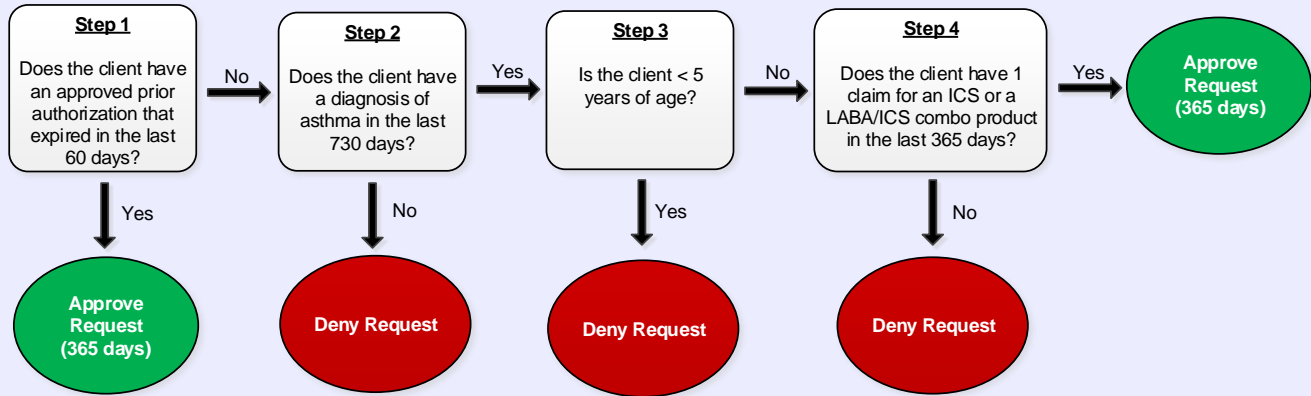 Step 1
Does the client have
an approved prior
authorization that
expired in the last
60 days?
No
Step 2
Does the client have
a diagnosis of
asthma in the last
730 days?
Yes
Step 3
Is the client < 5
years of age?
No
Step 4
Does the client have 1
claim for an ICS or a
LABA/ICS combo product
in the last 365 days?
Yes
Approve
Request
(365 days)
Yes
No
Yes
No
Approve
Request
(365 days)
Deny Request
Deny Request
Deny Request